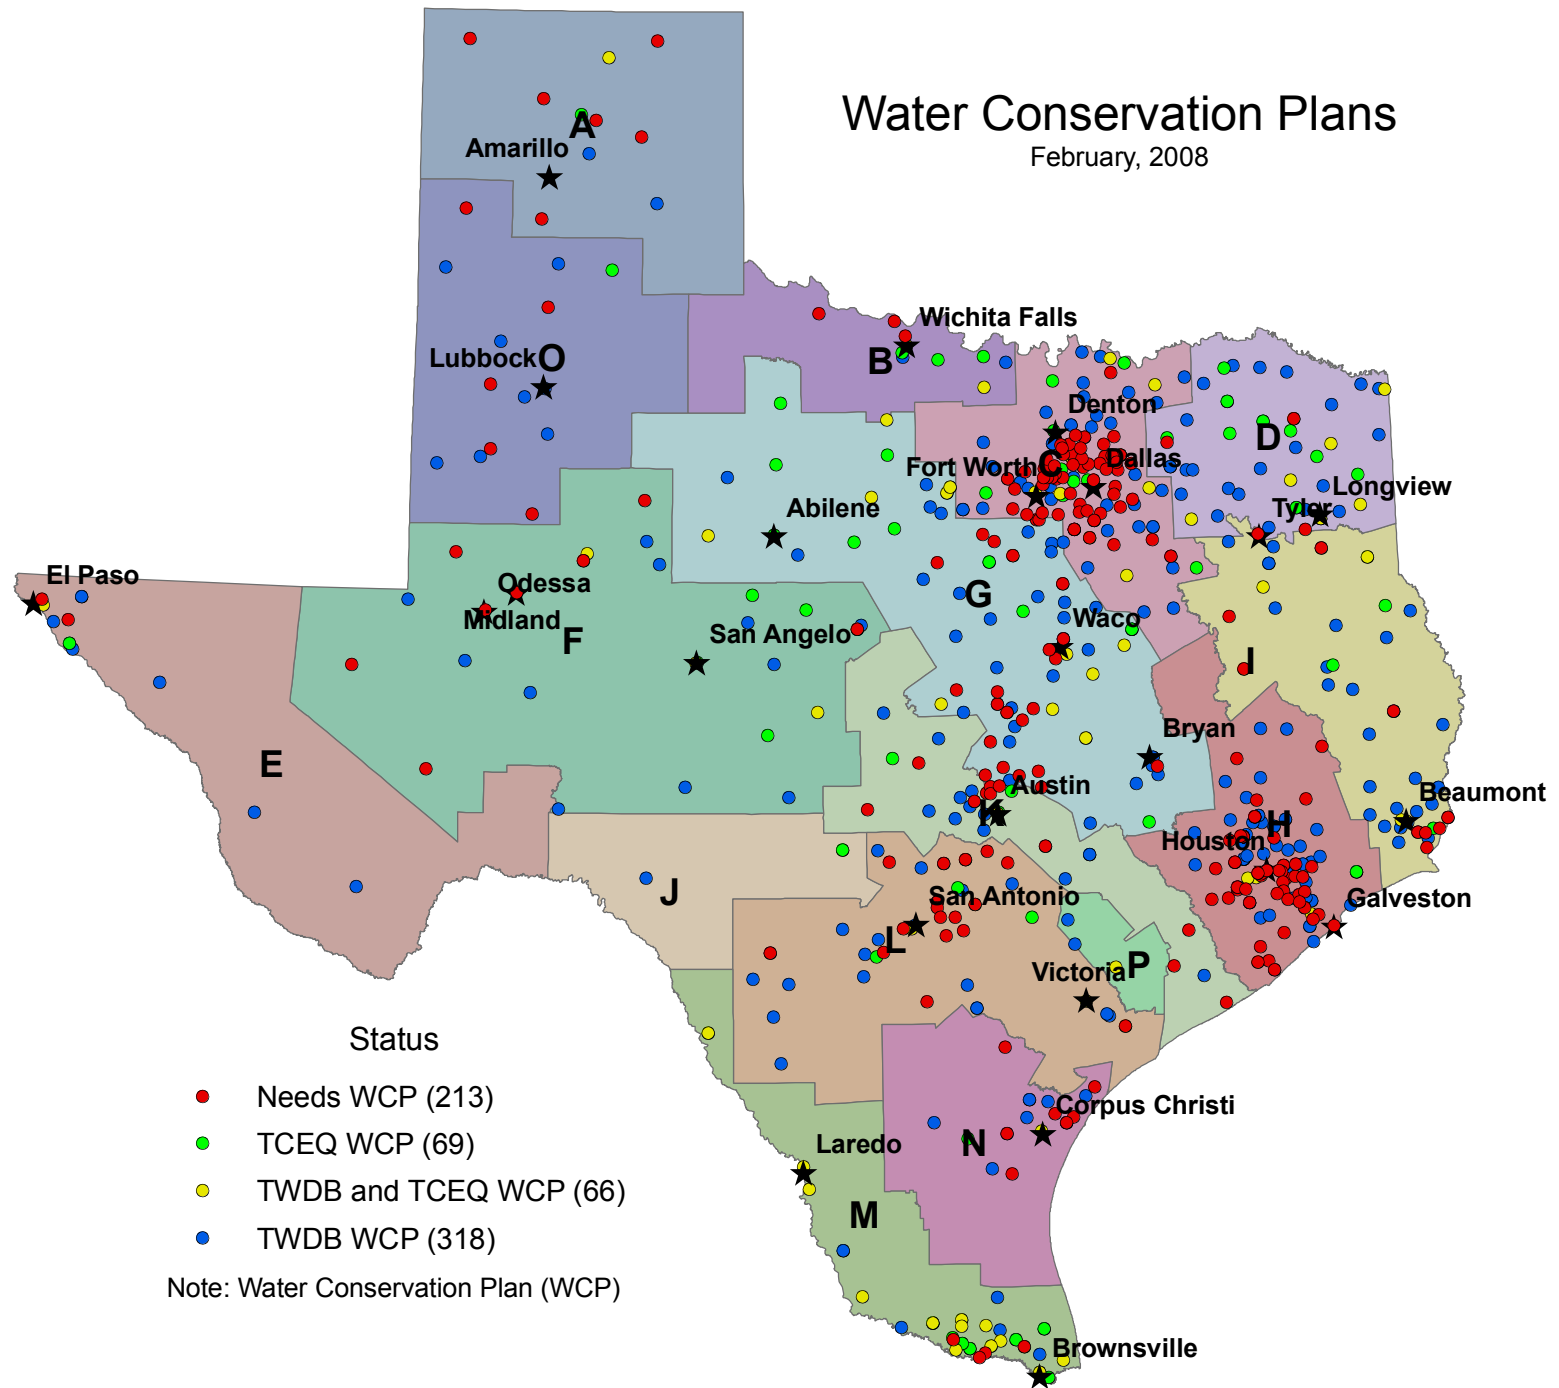 Water Conservation Plans
February, 2008
A
Amarillo
Wichita Falls
Lubbock
O
B
Denton
D
Fort Worth
C
Dallas
Longview
Abilene
Tyler
El Paso
Odessa
Midland
G
Waco
F
San Angelo
I
Bryan
E
Austin
K
Beaumont
H
Houston
J
San Antonio
Galveston
L
Victoria
P
Corpus Christi
N
Laredo
M
Brownsville
Status
Needs WCP (213)
TCEQ WCP (69)
TWDB and TCEQ WCP (66)
TWDB WCP (318)
Note: Water Conservation Plan (WCP)